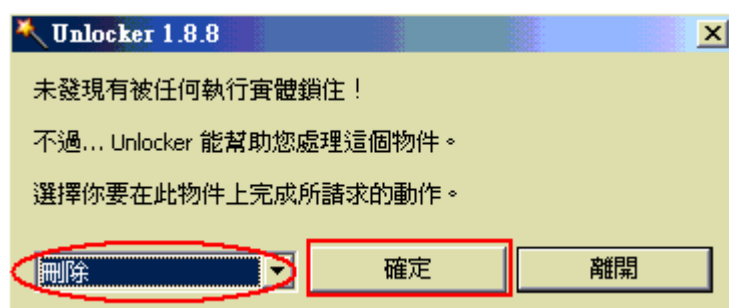 Unlocker 1.8.8
未發現有被任何執行實體鎖住！
不過... Unlocker 能幫助您處理這個物件。
選擇你要在此物件上完成所請求的動作。
刪除 確定 離開